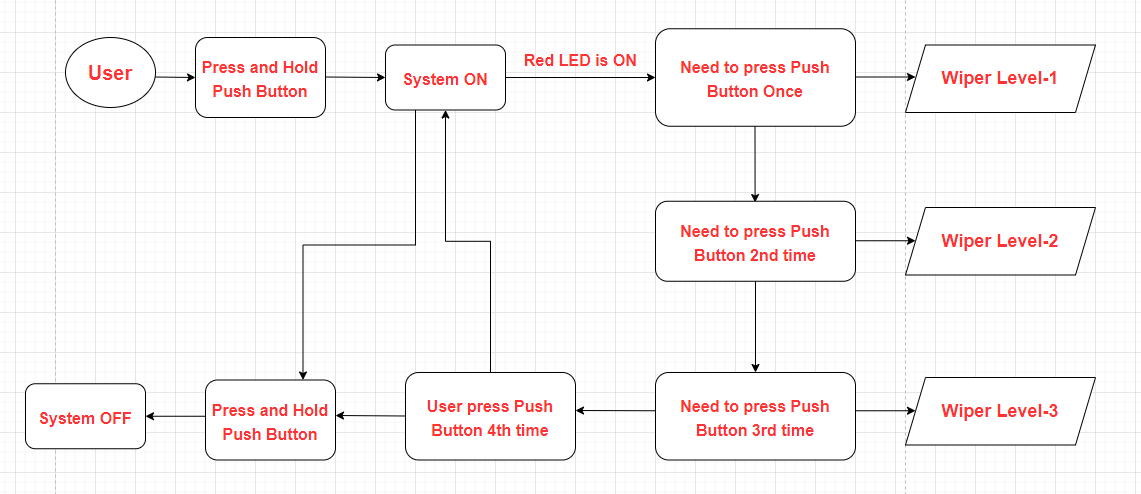 User
Press and Hold
Push Button
System ON
Red LED is ON
Need to press Push
Button Once
Wiper Level-1
Need to press Push
Button 2nd time
Wiper Level-2
System OFF
Press and Hold
Push Button
User press Push
Button 4th time
Need to press Push
Button 3rd time
Wiper Level-3